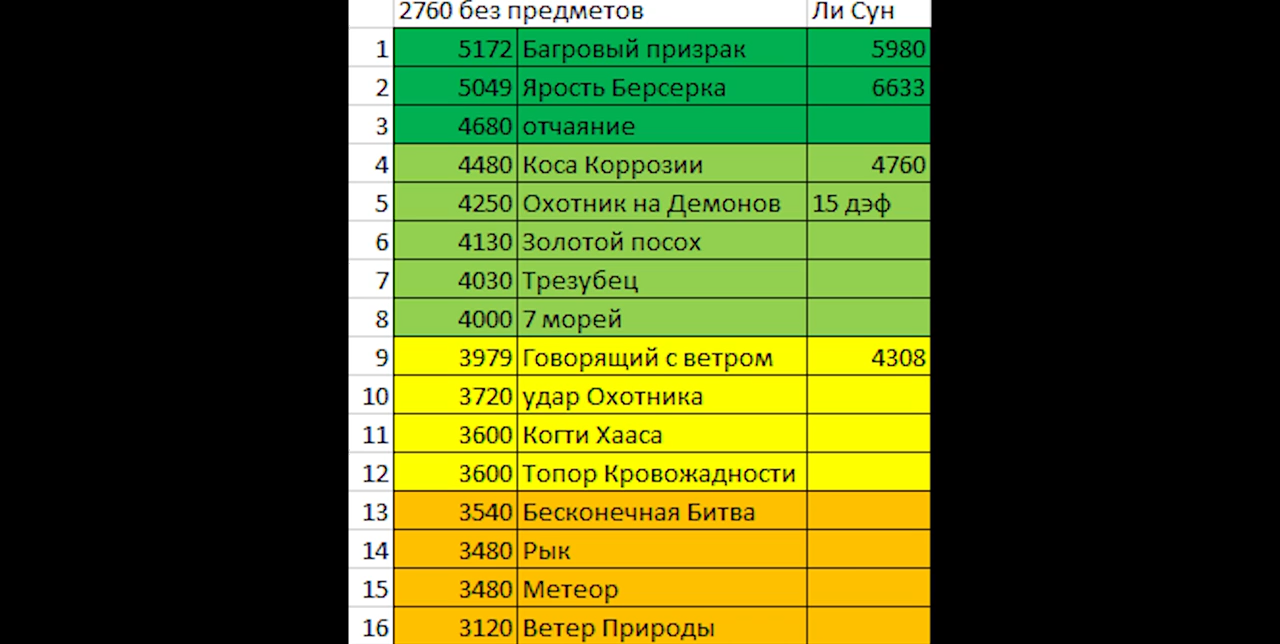 2760 без предметов Ли Сун
1 5172 Багровый призрак 5980
2 5049 Ярость Берсерка 6633
3 4680 отчаяние
4 4480 Коса Коррозии 4760
5 4250 Охотник на Демонов 15 дэф
6 4130 Золотой посох
7 4030 Трезубец
8 4000 7 морей
9 3979 Говорящий с ветром 4308
10 3720 удар Охотника
11 3600 Когти Хааса
12 3600 Топор Кровожадности
13 3540 Бесконечная Битва
14 3480 Рык
15 3480 Метеор
16 3120 Ветер Природы